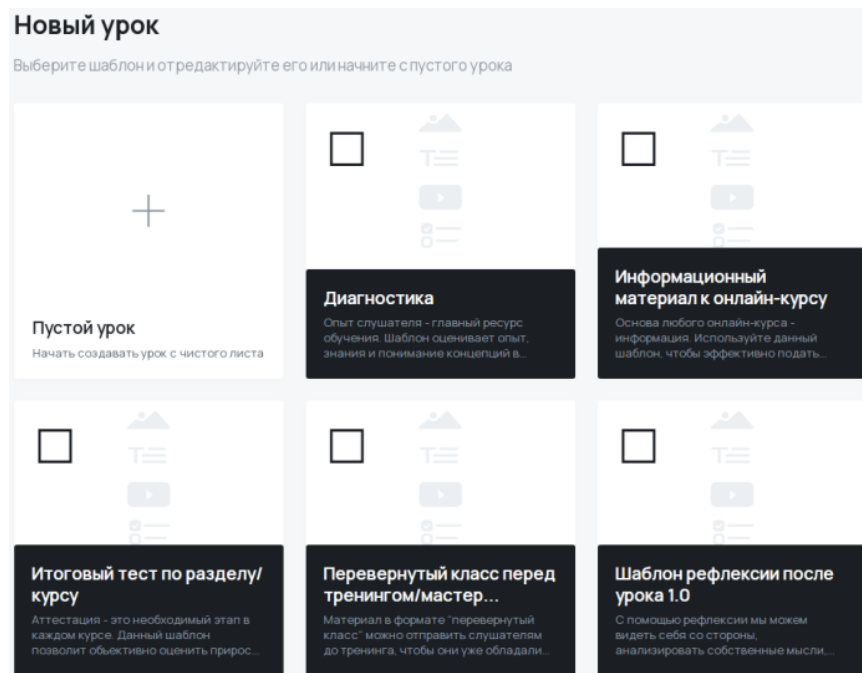 Новый урок
Выберите шаблон и отредактируйте его или начните с пустого урока
Пустой урок
Начать создавать урок с чистого листа
Диагностика
Опыт слушателя - главный ресурс
обучения. Шаблон оценивает опыт,
знания и понимание концепций в...
Информационный
материал к онлайн-курсу
Основа любого онлайн-курса -
информация. Используйте данный
шаблон, чтобы эффективно подать...
Итоговый тест по разделу/
курсу
Аттестация - это необходимый этап в
каждом курсе. Данный шаблон
позволит объективно оценить прирос...
Перевернутый класс перед
тренингом/мастер...
Материал в формате "перевернутый
класс" можно отправить слушателям
до тренинга, чтобы они уже обладали...
Шаблон рефлексии после
урока 1.0
С помощью рефлексии мы можем
видеть себя со стороны,
анализировать собственные мысли,...